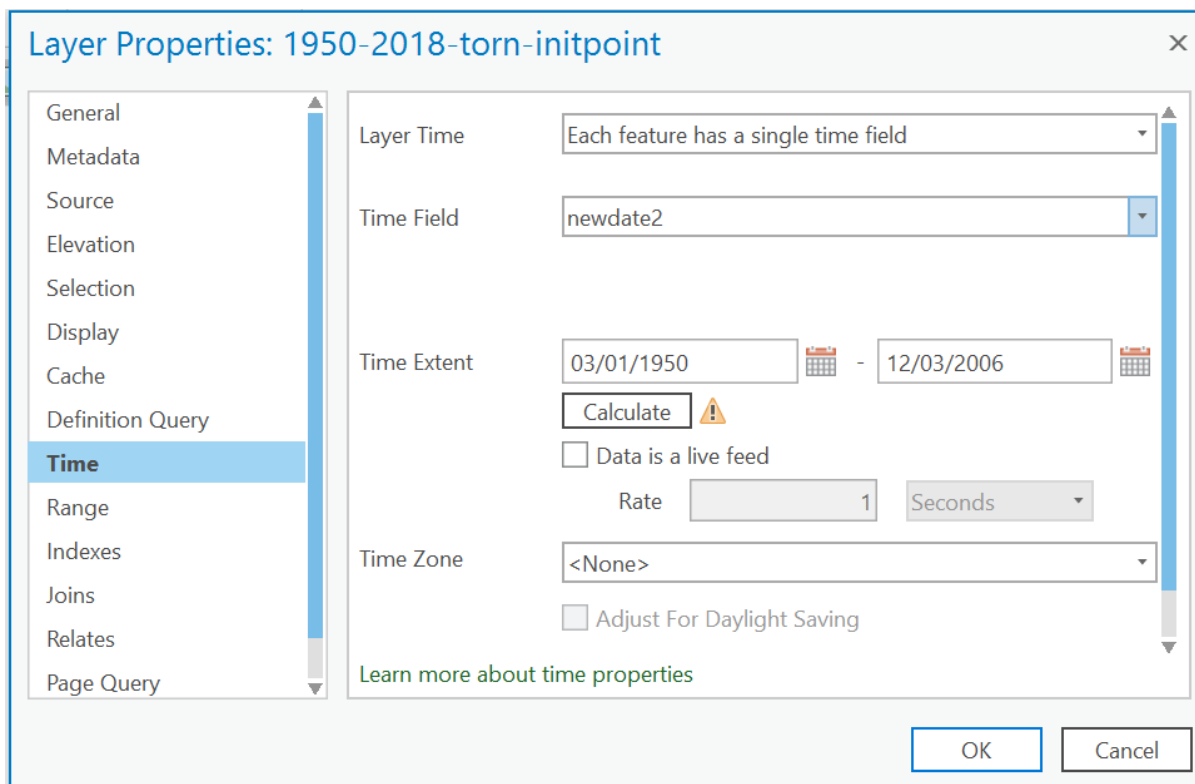 Layer Properties: 1950-2018-torn-initpoint
General
Metadata
Source
Elevation
Selection
Display
Cache
Definition Query
Time
Range
Indexes
Joins
Relates
Page Query
Layer Time Each feature has a single time field
Time Field newdate2
Time Extent 03/01/1950 - 12/03/2006
Calculate
Data is a live feed
Rate 1 Seconds
Time Zone <None>
Adjust For Daylight Saving
Learn more about time properties
OK Cancel